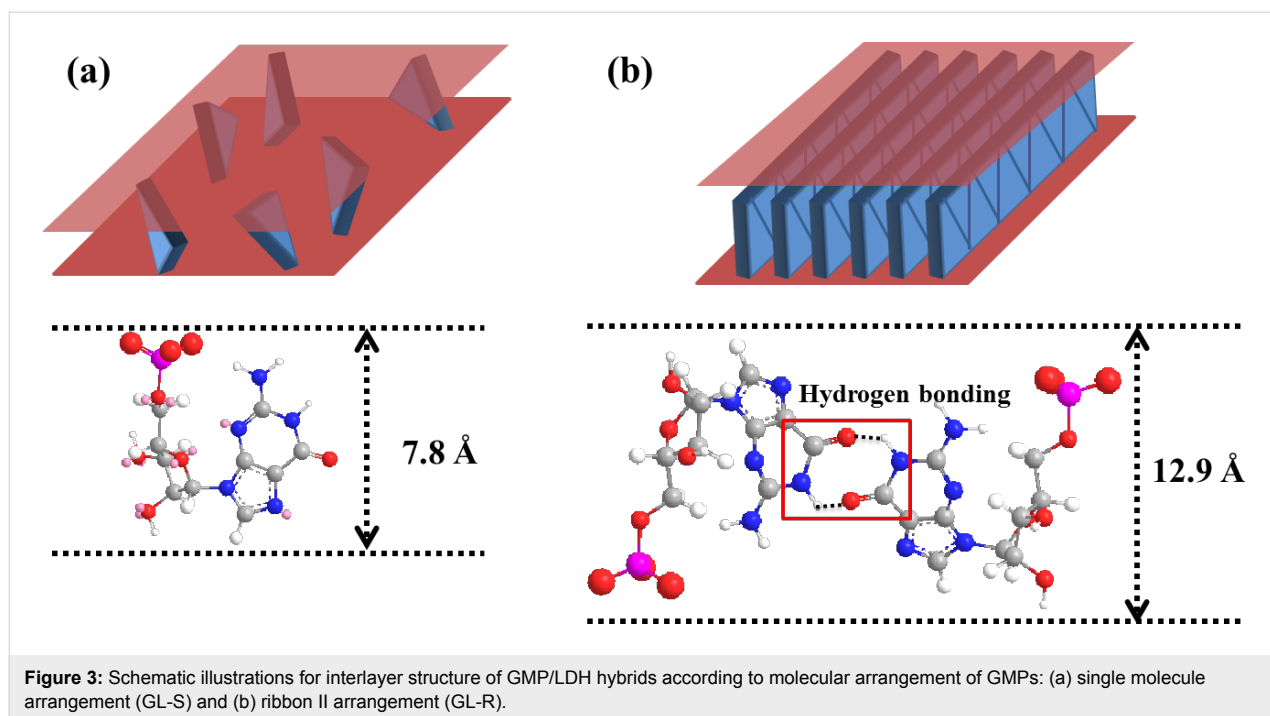 (a)
(b)
7.8 Å
Hydrogen bonding
12.9 Å
Figure 3: Schematic illustrations for interlayer structure of GMP/LDH hybrids according to molecular arrangement of GMPs: (a) single molecule
arrangement (GL-S) and (b) ribbon II arrangement (GL-R).